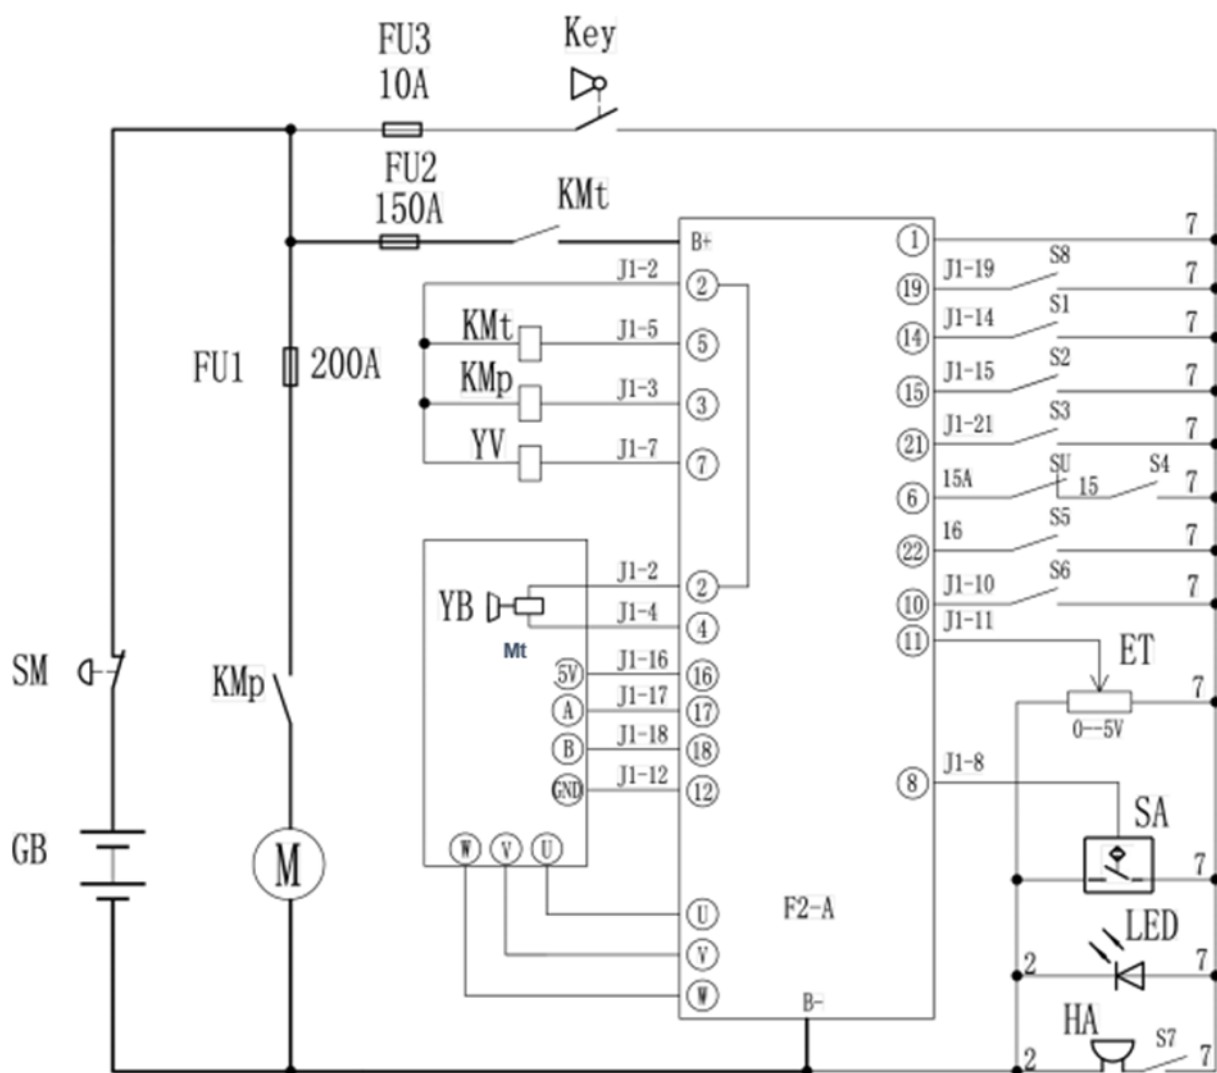 FU3
Key
10A
FU2
150A
KMt
B+
1
7
J1-2
2
J1-19
S8
19
7
KMt
J1-5
5
J1-14
S1
14
7
FU1
200A
KMp
J1-3
3
J1-15
S2
15
7
YV
J1-7
7
J1-21
S3
21
7
15A
SU
15
S4
6
7
16
S5
22
7
J1-2
2
J1-10
S6
10
7
YB
J1-4
4
J1-11
11
Mt
ET
SM
KMp
5V
J1-16
16
7
A
J1-17
17
0--5V
B
J1-18
18
J1-8
8
GND
J1-12
12
SA
GB
W
V
U
M
7
F2-A
U
LED
V
2
7
W
B-
HA
S7
2
7